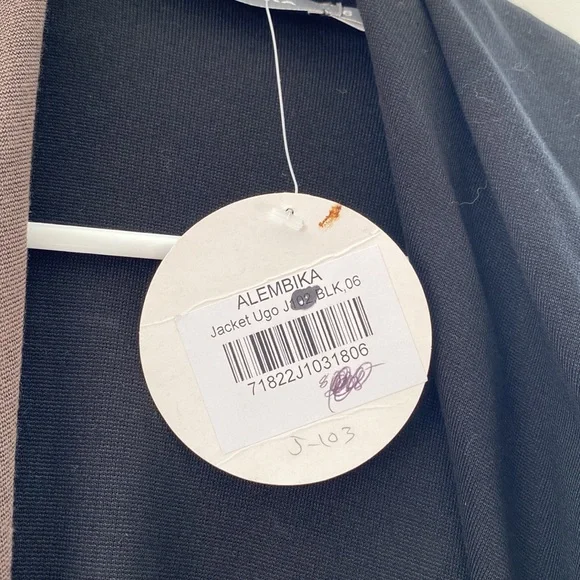 ALEMBIKA
Jacket Ugo BLK,06
71822J1031806
J-103